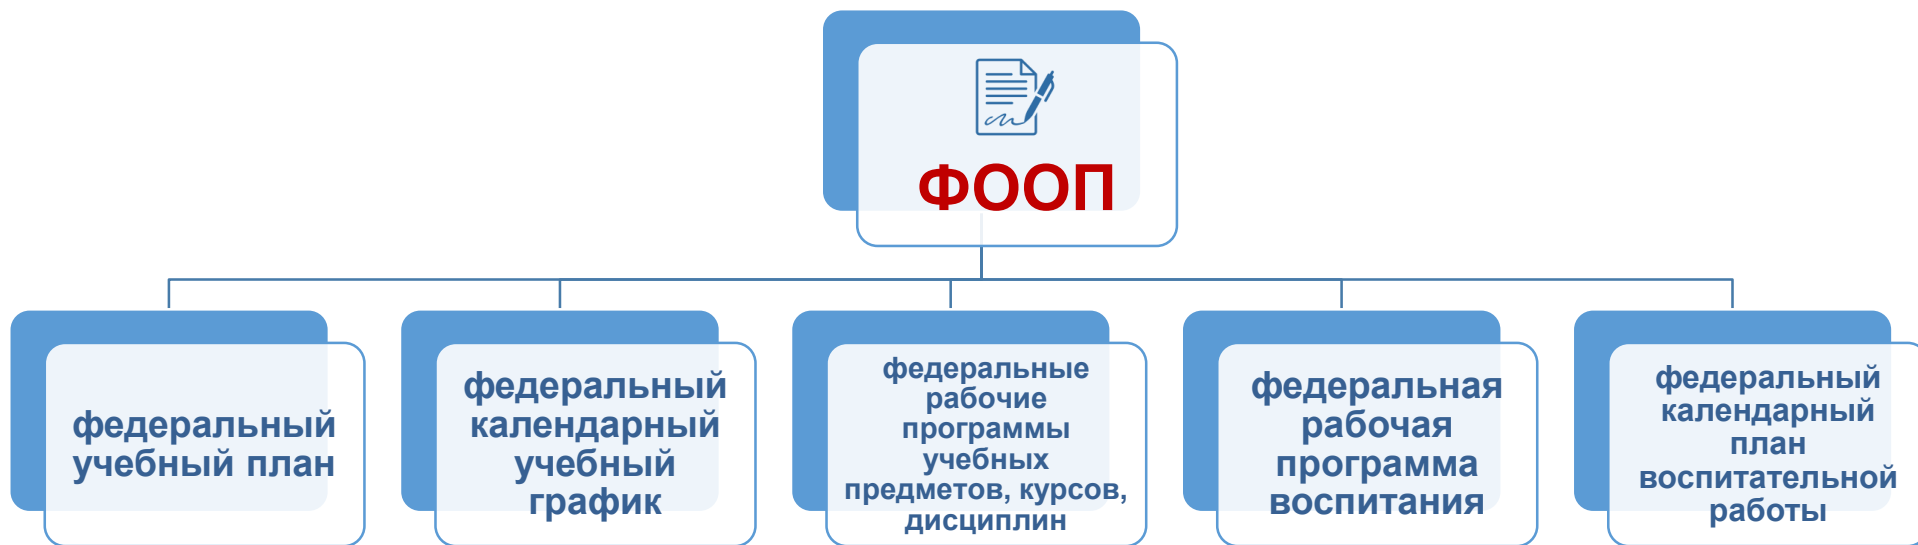 ФООП
федеральный
учебный план
федеральный
календарный
учебный
график
федеральные
рабочие
программы
учебных
предметов, курсов,
дисциплин
федеральная
рабочая
программа
воспитания
федеральный
календарный
план
воспитательной
работы